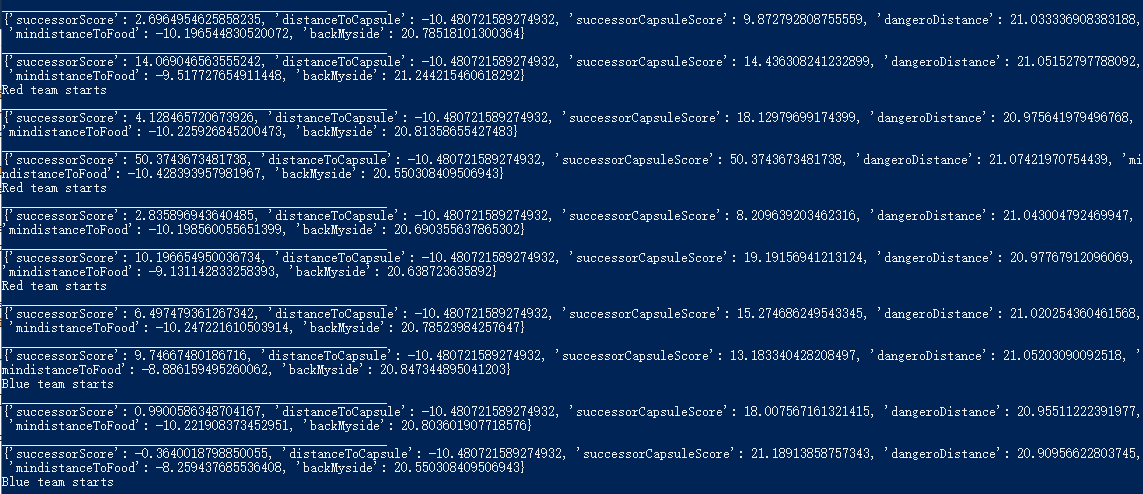 {'successorScore': 2.6964954625858235, 'distanceToCapsule': -10.480721589274932, 'successorCapsuleScore': 9.872792808755559, 'dangeroDistance': 21.033336908383188,
'mindistanceToFood': -10.196544830520072, 'backMyside': 20.78518101300364}
{'successorScore': 14.069046563555242, 'distanceToCapsule': -10.480721589274932, 'successorCapsuleScore': 14.436308241232899, 'dangeroDistance': 21.05152797788092,
'mindistanceToFood': -9.517727654911448, 'backMyside': 21.244215460618292}
Red team starts
{'successorScore': 4.128465720673926, 'distanceToCapsule': -10.480721589274932, 'successorCapsuleScore': 18.12979699174399, 'dangeroDistance': 20.975641979496768,
'mindistanceToFood': -10.225926845200473, 'backMyside': 20.81358655427483}
{'successorScore': 50.3743673481738, 'distanceToCapsule': -10.480721589274932, 'successorCapsuleScore': 50.3743673481738, 'dangeroDistance': 21.07421970754439, 'mi
ndistanceToFood': -10.428393957981967, 'backMyside': 20.550308409506943}
Red team starts
{'successorScore': 2.835896943640485, 'distanceToCapsule': -10.480721589274932, 'successorCapsuleScore': 8.209639203462316, 'dangeroDistance': 21.043004792469947,
'mindistanceToFood': -10.198560055651399, 'backMyside': 20.690355637865302}
{'successorScore': 10.196654950036734, 'distanceToCapsule': -10.480721589274932, 'successorCapsuleScore': 19.19156941213124, 'dangeroDistance': 20.97767912096069,
'mindistanceToFood': -9.131142833258393, 'backMyside': 20.638723635892}
Red team starts
{'successorScore': 6.497479361267342, 'distanceToCapsule': -10.480721589274932, 'successorCapsuleScore': 15.274686249543345, 'dangeroDistance': 21.020254360461568,
'mindistanceToFood': -10.247221610503914, 'backMyside': 20.78523984257647}
{'successorScore': 9.74667480186716, 'distanceToCapsule': -10.480721589274932, 'successorCapsuleScore': 13.183340428208497, 'dangeroDistance': 21.05203090092518, '
mindistanceToFood': -8.886159495260062, 'backMyside': 20.847344895041203}
Blue team starts
{'successorScore': 0.9900586348704167, 'distanceToCapsule': -10.480721589274932, 'successorCapsuleScore': 18.007567161321415, 'dangeroDistance': 20.95511222391977,
'mindistanceToFood': -10.221908373452951, 'backMyside': 20.803601907718576}
{'successorScore': -0.3640018798850055, 'distanceToCapsule': -10.480721589274932, 'successorCapsuleScore': 21.18913858757343, 'dangeroDistance': 20.90956622803745,
'mindistanceToFood': -8.259437685536408, 'backMyside': 20.550308409506943}
Blue team starts